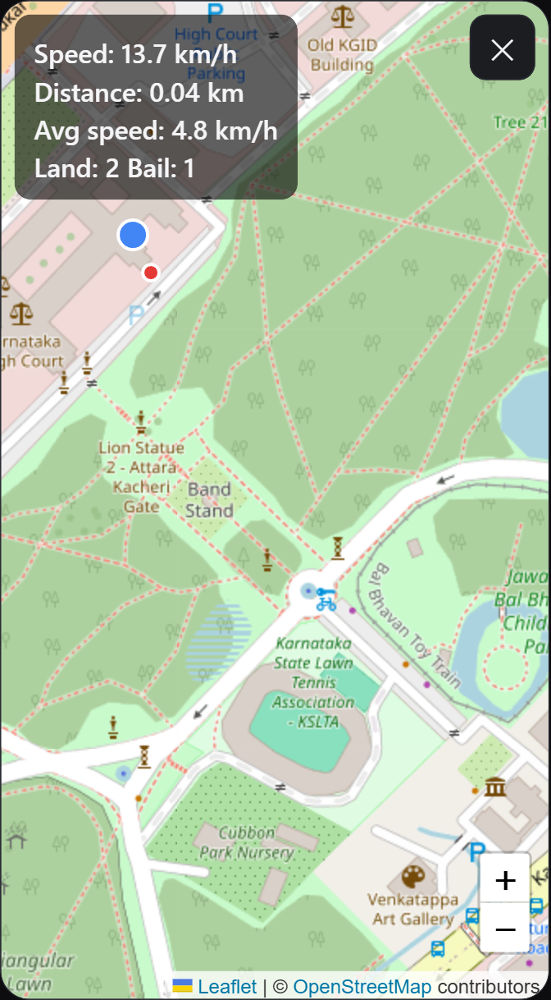 High Court
Parking
Old KGID
Building
Speed: 13.7 km/h
Distance: 0.04 km
Avg speed: 4.8 km/h
Land: 2 Bail: 1
Tree 21
P
P
rnataka
gh Court
Lion Statue
2 - Attara
Kacheri
Gate
Band
Stand
Bal Bhavan Toy Train
Jawa
Bal Bh
Child
Pa
Karnataka
State Lawn
Tennis
Association
- KSLTA
Cubbon
Park Nursery
P
Venkatappa
Art Gallery
iangular
Lawn
+
−
Leaflet | © OpenStreetMap contributors